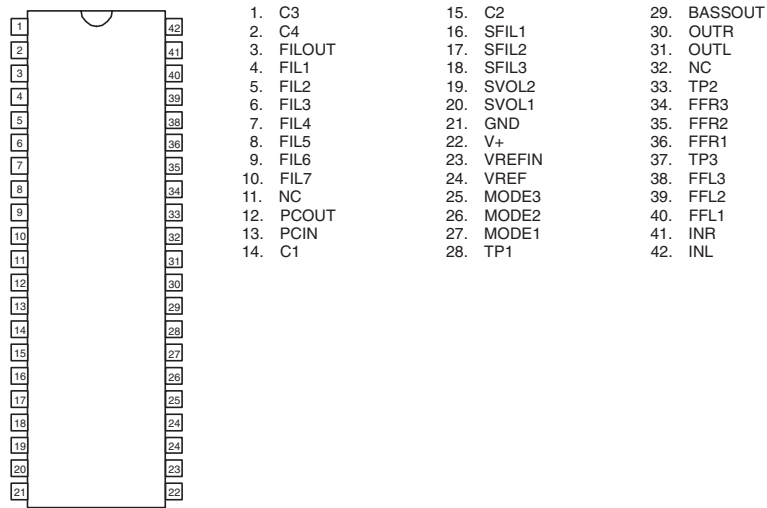 1 42
2 41
3 40
4 39
5 38
6 36
7 35
8 34
9 33
10 32
11 31
12 30
13 29
14 28
15 27
16 26
17 25
18 24
19 24
20 23
21 22
1. C3
2. C4
3. FILOUT
4. FIL1
5. FIL2
6. FIL3
7. FIL4
8. FIL5
9. FIL6
10. FIL7
11. NC
12. PCOUT
13. PCIN
14. C1
15. C2
16. SFIL1
17. SFIL2
18. SFIL3
19. SVOL2
20. SVOL1
21. GND
22. V+
23. VREFIN
24. VREF
25. MODE3
26. MODE2
27. MODE1
28. TP1
29. BASSOUT
30. OUTR
31. OUTL
32. NC
33. TP2
34. FFR3
35. FFR2
36. FFR1
37. TP3
38. FFL3
39. FFL2
40. FFL1
41. INR
42. INL